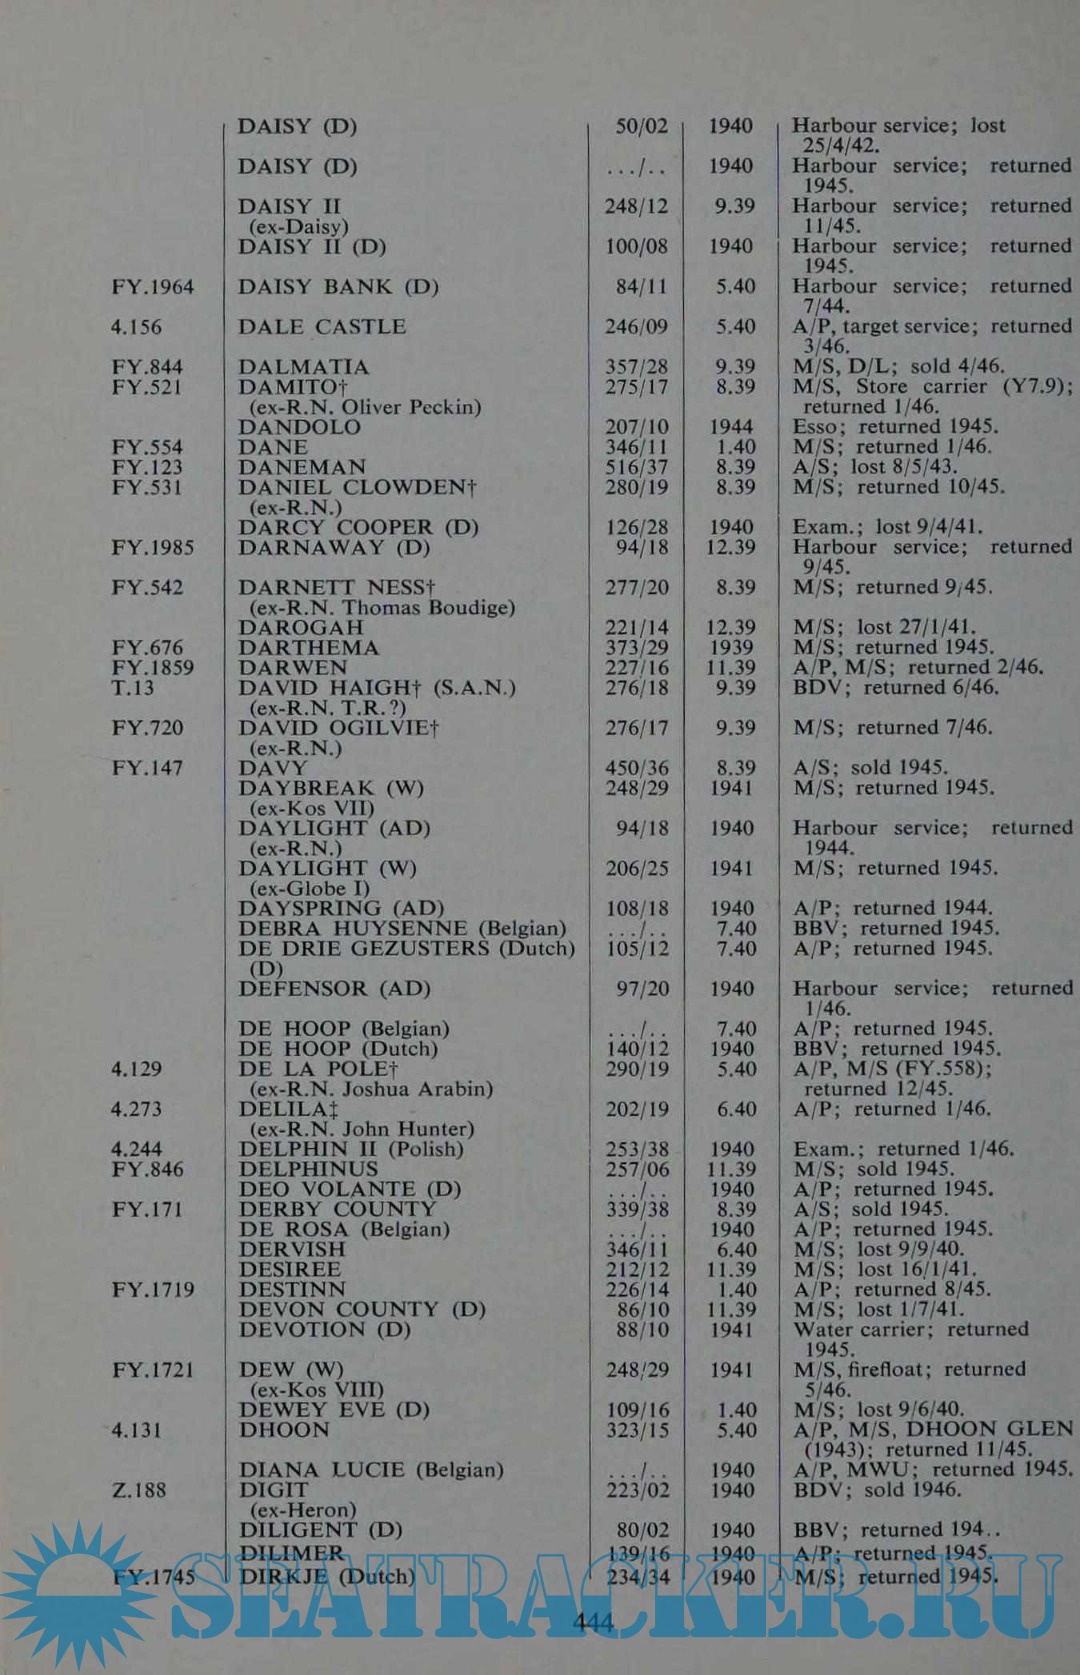 DAISY (D) 50/02 1940 Harbour service; lost
25/4/42.
DAISY (D) .../.. 1940 Harbour service; returned
1945.
DAISY II 248/12 9.39 Harbour service; returned
(ex-Daisy) 11/45.
DAISY II (D) 100/08 1940 Harbour service; returned
1945.
FY.1964 DAISY BANK (D) 84/11 5.40 Harbour service; returned
7/44.
4.156 DALE CASTLE 246/09 5.40 A/P, target service; returned
3/46.
FY.844 DALMATIA 357/28 9.39 M/S, D/L; sold 4/46.
FY.521 DAMITO† 275/17 8.39 M/S, Store carrier (Y7.9);
(ex-R.N. Oliver Peckin) returned 1/46.
DANDOLO 207/10 1944 Esso; returned 1945.
FY.554 DANE 346/11 1.40 M/S; returned 1/46.
FY.123 DANEMAN 516/37 8.39 A/S; lost 8/5/43.
FY.531 DANIEL CLOWDEN† 280/19 8.39 M/S; returned 10/45.
(ex-R.N.)
DARCY COOPER (D) 126/28 1940 Exam.; lost 9/4/41.
FY.1985 DARNAWAY (D) 94/18 12.39 Harbour service; returned
9/45.
FY.542 DARNETT NESS† 277/20 8.39 M/S; returned 9/45.
(ex-R.N. Thomas Boudige)
DAROGAH 221/14 12.39 M/S; lost 27/1/41.
FY.676 DARTHEMA 373/29 1939 M/S; returned 1945.
FY.1859 DARWEN 227/16 11.39 A/P, M/S; returned 2/46.
T.13 DAVID HAIGH† (S.A.N.) 276/18 9.39 BDV; returned 6/46.
(ex-R.N. T.R.?)
FY.720 DAVID OGILVIE† 276/17 9.39 M/S; returned 7/46.
(ex-R.N.)
FY.147 DAVY 450/36 8.39 A/S; sold 1945.
DAYBREAK (W) 248/29 1941 M/S; returned 1945.
(ex-Kos VII)
DAYLIGHT (AD) 94/18 1940 Harbour service; returned
(ex-R.N.) 1944.
DAYLIGHT (W) 206/25 1941 M/S; returned 1945.
(ex-Globe I)
DAYSPRING (AD) 108/18 1940 A/P; returned 1944.
DEBRA HUYSENNE (Belgian) .../.. 7.40 BBV; returned 1945.
DE DRIE GEZUSTERS (Dutch) 105/12 7.40 A/P; returned 1945.
(D)
DEFENSOR (AD) 97/20 1940 Harbour service; returned
1/46.
DE HOOP (Belgian) .../.. 7.40 A/P; returned 1945.
DE HOOP (Dutch) 140/12 1940 BBV; returned 1945.
4.129 DE LA POLE† 290/19 5.40 A/P, M/S (FY.558);
(ex-R.N. Joshua Arabin) returned 12/45.
4.273 DELILA‡ 202/19 6.40 A/P; returned 1/46.
(ex-R.N. John Hunter)
4.244 DELPHIN II (Polish) 253/38 1940 Exam.; returned 1/46.
FY.846 DELPHINUS 257/06 11.39 M/S; sold 1945.
DEO VOLANTE (D) .../.. 1940 A/P; returned 1945.
FY.171 DERBY COUNTY 339/38 8.39 A/S; sold 1945.
DE ROSA (Belgian) .../.. 1940 A/P; returned 1945.
DERVISH 346/11 6.40 M/S; lost 9/9/40.
DESIREE 212/12 11.39 M/S; lost 16/1/41.
FY.1719 DESTINN 226/14 1.40 A/P; returned 8/45.
DEVON COUNTY (D) 86/10 11.39 M/S; lost 1/7/41.
DEVOTION (D) 88/10 1941 Water carrier; returned
1945.
FY.1721 DEW (W) 248/29 1941 M/S, firefloat; returned
(ex-Kos VIII) 5/46.
DEWEY EVE (D) 109/16 1.40 M/S; lost 9/6/40.
4.131 DHOON 323/15 5.40 A/P, M/S, DHOON GLEN
(1943); returned 11/45.
DIANA LUCIE (Belgian) .../.. 1940 A/P, MWU; returned 1945.
Z.188 DIGIT 223/02 1940 BDV; sold 1946.
(ex-Heron)
DILIGENT (D) 80/02 1940 BBV; returned 194..
DILIMER 139/16 1940 A/P; returned 1945.
FY.1745 DIRKJE (Dutch) 234/34 1940 M/S; returned 1945.
SEATRACKER.RU
444